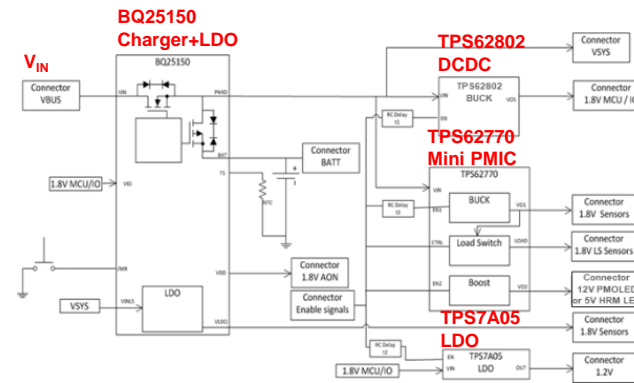 BQ25150
Charger+LDO
VIN
Connector
VBUS
BQ25150
VIN
PMID
BAT
TS
NTC
+
Connector
BATT
1.8V MCU/IO
VIO
/MR
VDD
Connector
1.8V AON
Connector
Enable signals
VSYS
VINLS
LDO
VLDO
TPS62802
DCDC
TPS62802
BUCK
VIN
VO1
EN
RC Delay
Connector
VSYS
Connector
1.8V MCU / IO
TPS62770
Mini PMIC
TPS62770
VIN
RC Delay
EN1
BUCK
VO1
CTRL
Load Switch
LOAD
EN2
Boost
VO2
Connector
1.8V Sensors
Connector
1.8V LS Sensors
Connector
12V PMOLED
or 5V HRM LE
Connector
1.8V Sensors
TPS7A05
LDO
RC Delay
t2
1.8V MCU/IO
EN
VIN
TPS7A05
LDO
OUT
Connector
1.2V